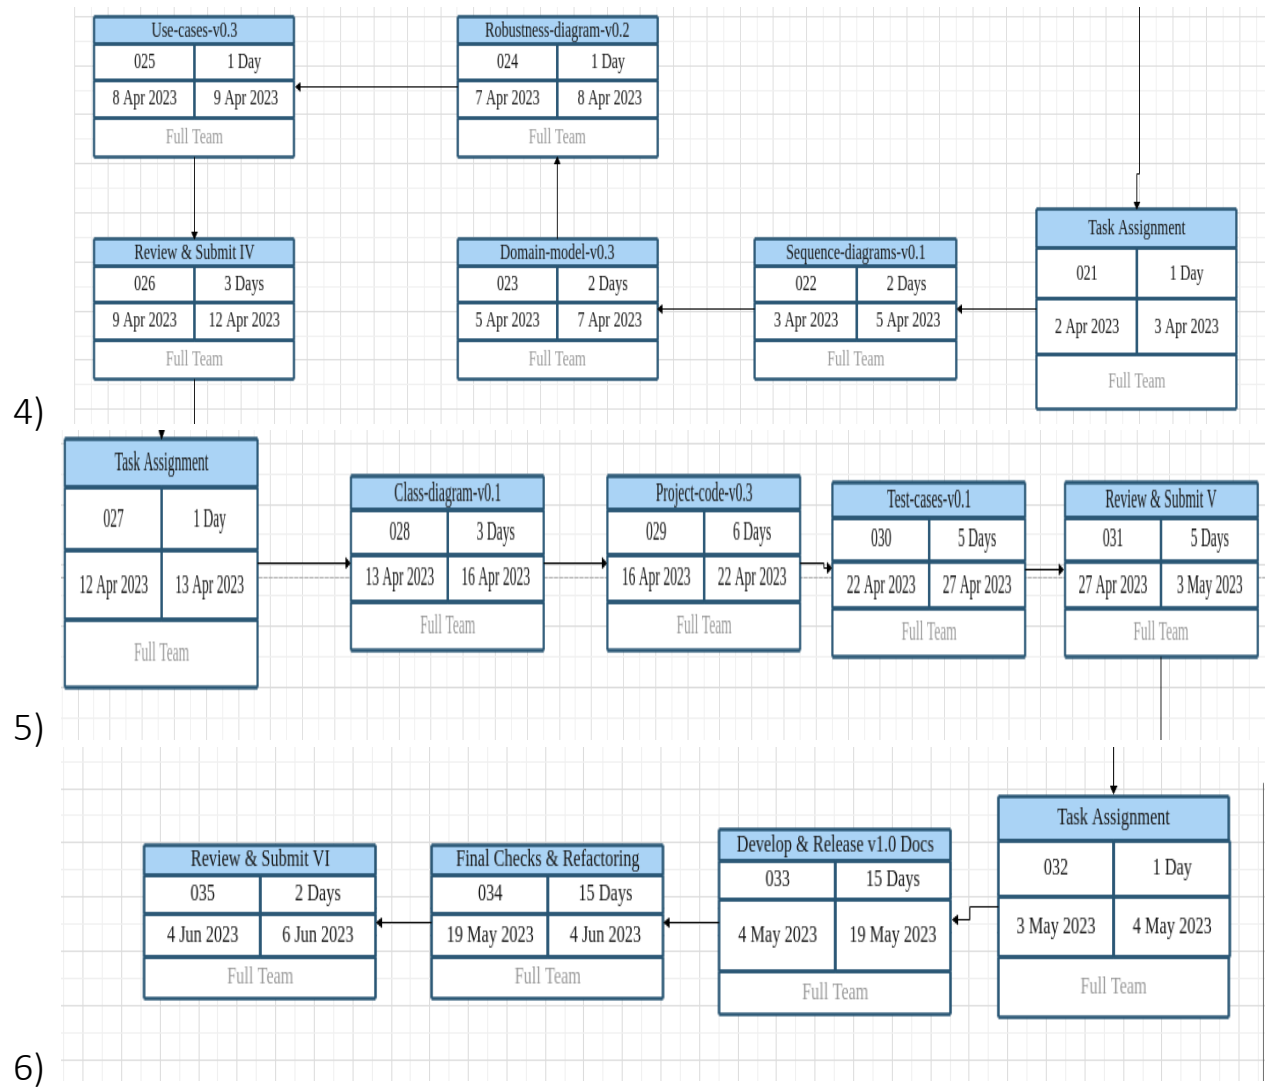 Use-cases-v0.3
025 1 Day
8 Apr 2023 9 Apr 2023
Full Team
Robustness-diagram-v0.2
024 1 Day
7 Apr 2023 8 Apr 2023
Full Team
Review & Submit IV
026 3 Days
9 Apr 2023 12 Apr 2023
Full Team
Domain-model-v0.3
023 2 Days
5 Apr 2023 7 Apr 2023
Full Team
Sequence-diagrams-v0.1
022 2 Days
3 Apr 2023 5 Apr 2023
Full Team
Task Assignment
021 1 Day
2 Apr 2023 3 Apr 2023
Full Team
4)
Task Assignment
027 1 Day
12 Apr 2023 13 Apr 2023
Full Team
Class-diagram-v0.1
028 3 Days
13 Apr 2023 16 Apr 2023
Full Team
Project-code-v0.3
029 6 Days
16 Apr 2023 22 Apr 2023
Full Team
Test-cases-v0.1
030 5 Days
22 Apr 2023 27 Apr 2023
Full Team
Review & Submit V
031 5 Days
27 Apr 2023 3 May 2023
Full Team
5)
Review & Submit VI
035 2 Days
4 Jun 2023 6 Jun 2023
Full Team
Final Checks & Refactoring
034 15 Days
19 May 2023 4 Jun 2023
Full Team
Develop & Release v1.0 Docs
033 15 Days
4 May 2023 19 May 2023
Full Team
Task Assignment
032 1 Day
3 May 2023 4 May 2023
Full Team
6)